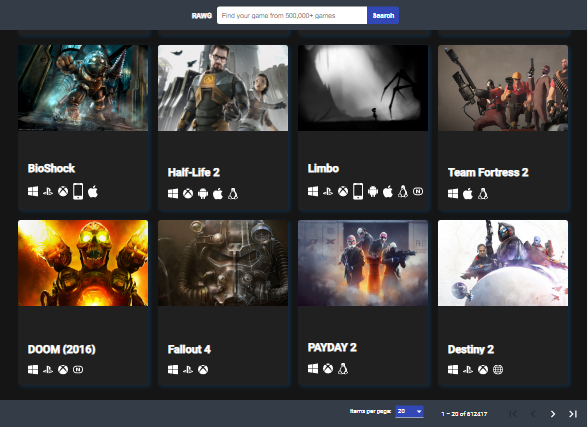 RAWG Find your game from 500,000+ games Search
BioShock Half-Life 2 Limbo Team Fortress 2
DOOM (2016) Fallout 4 PAYDAY 2 Destiny 2
Items per page: 20 1 – 20 of 812417